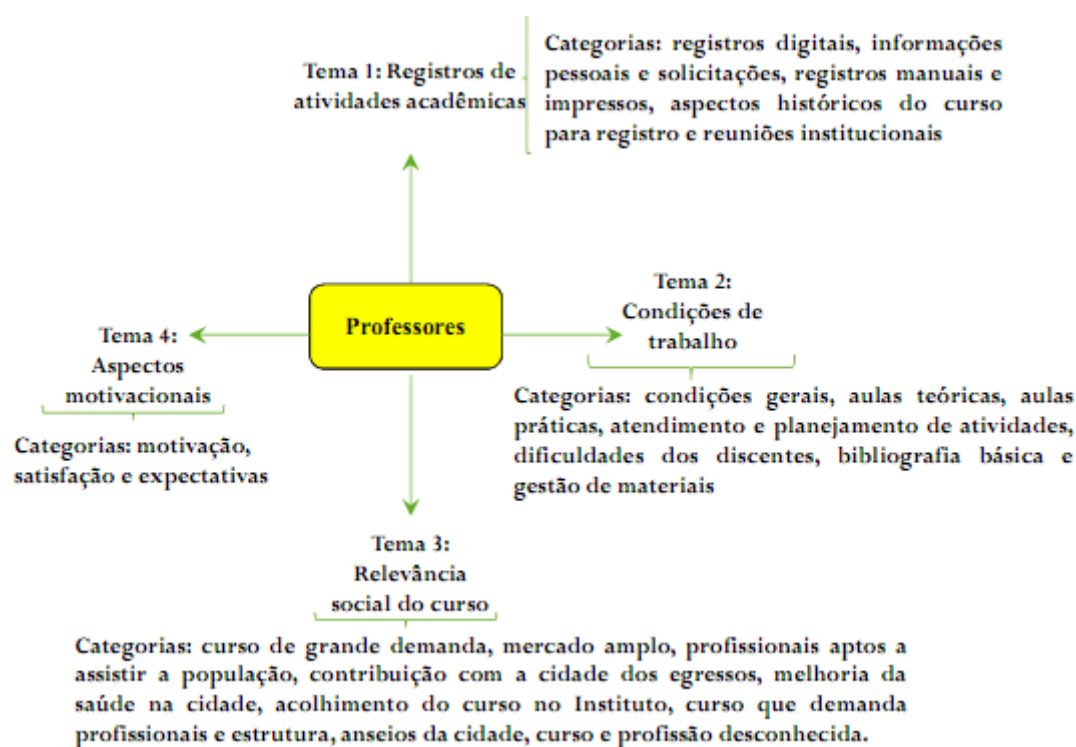 Tema 1: Registros de
atividades acadêmicas
Categorias: registros digitais, informações
pessoais e solicitações, registros manuais e
impressos, aspectos históricos do curso
para registro e reuniões institucionais
Professores
Tema 2:
Condições de
trabalho
Categorias: condições gerais, aulas teóricas, aulas
práticas, atendimento e planejamento de atividades,
dificuldades dos discentes, bibliografia básica e
gestão de materiais
Tema 4:
Aspectos
motivacionais
Categorias: motivação,
satisfação e expectativas
Tema 3:
Relevância
social do curso
Categorias: curso de grande demanda, mercado amplo, profissionais aptos a
assistir a população, contribuição com a cidade dos egressos, melhoria da
saúde na cidade, acolhimento do curso no Instituto, curso que demanda
profissionais e estrutura, anseios da cidade, curso e profissão desconhecida.